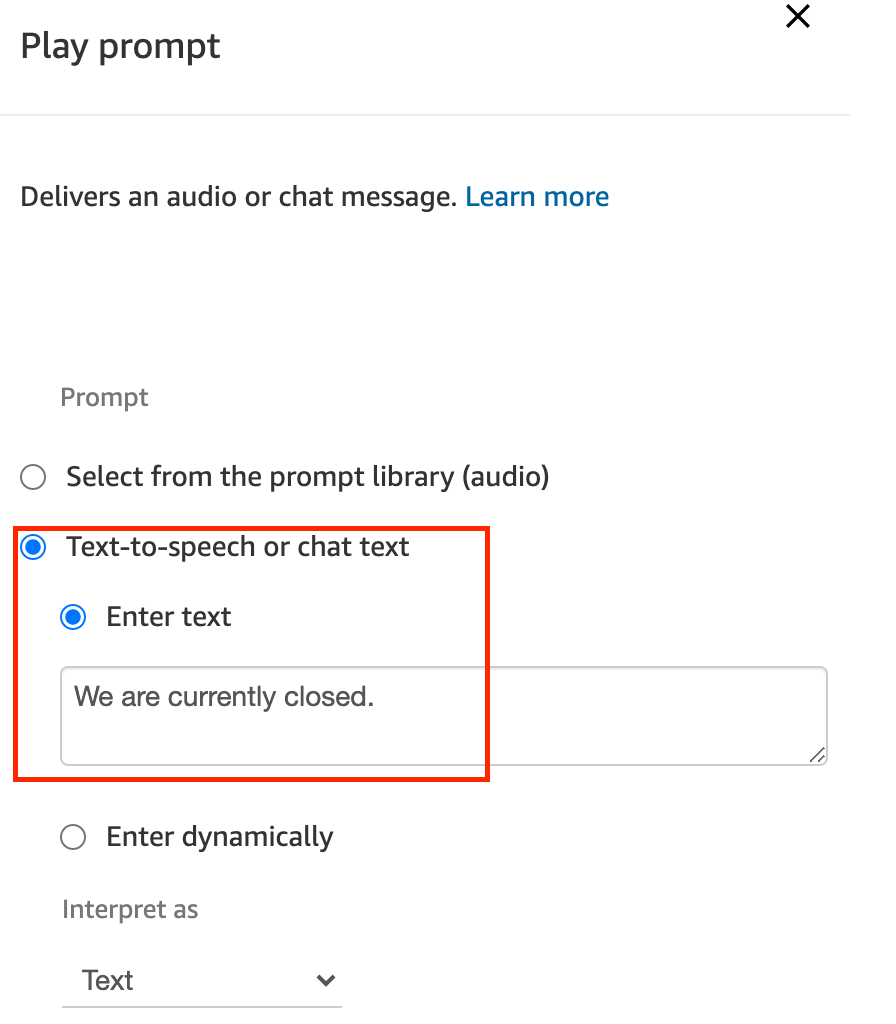 Play prompt
Delivers an audio or chat message. Learn more
Prompt
Select from the prompt library (audio)
Text-to-speech or chat text
Enter text
We are currently closed.
Enter dynamically
Interpret as
Text